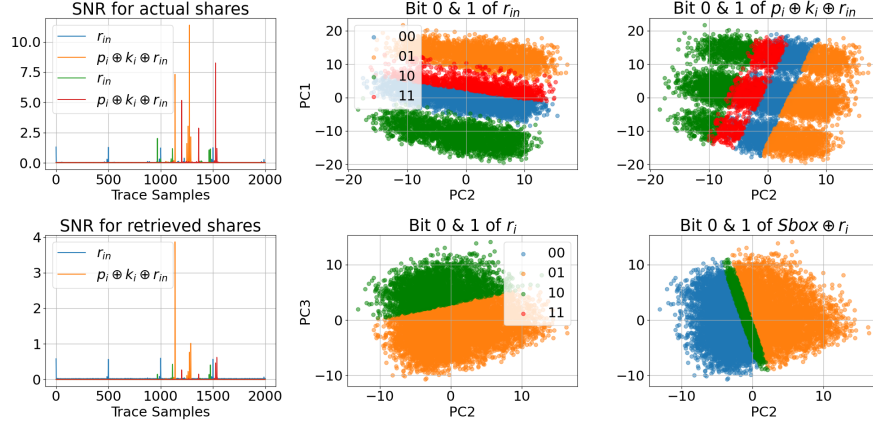 SNR for actual shares
10.0
7.5
5.0
2.5
0.0
r_in
p_i ⊕ k_i ⊕ r_in
r_i
p_i ⊕ k_i ⊕ r_in
0 500 1000 1500 2000
Trace Samples
Bit 0 & 1 of r_in
PC1
20
10
0
−10
−20
00
01
10
11
−20 −10 0 10
PC2
Bit 0 & 1 of p_i ⊕ k_i ⊕ r_in
20
10
0
−10
−20
−20 −10 0 10
PC2
SNR for retrieved shares
4
3
2
1
0
r_in
p_i ⊕ k_i ⊕ r_in
0 500 1000 1500 2000
Trace Samples
Bit 0 & 1 of r_i
PC3
10
0
−10
00
01
10
11
−10 0 10
PC2
Bit 0 & 1 of Sbox ⊕ r_i
10
0
−10
−10 0 10
PC2